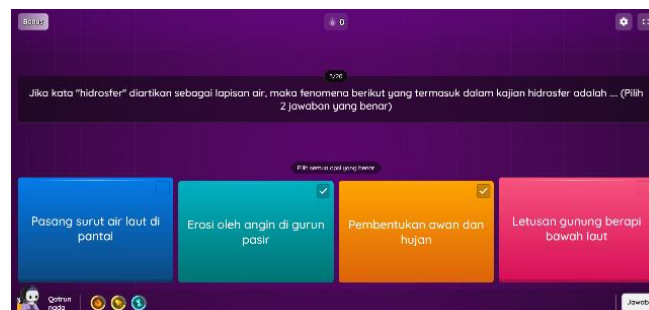 Bonus
0
1/20
Jika kata "hidrosfer" diartikan sebagai lapisan air, maka fenomena berikut yang termasuk dalam kajian hidrosfer adalah .... (Pilih
2 jawaban yang benar)
Pilih semua opsi yang benar
Pasang surut air laut di
pantai
Erosi oleh angin di gurun
pasir
Pembentukan awan dan
hujan
Letusan gunung berapi
bawah laut
Qatrun
nada
Jawab